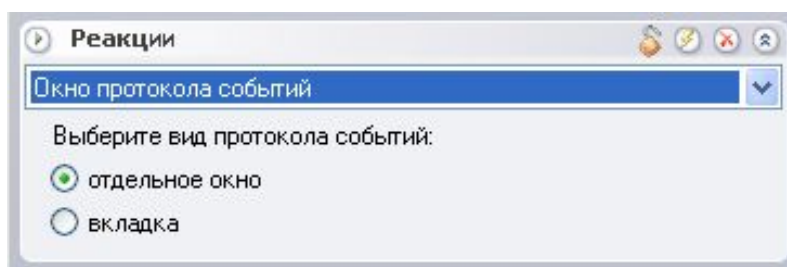 Реакции
Окно протокола событий
Выберите вид протокола событий:
отдельное окно
вкладка